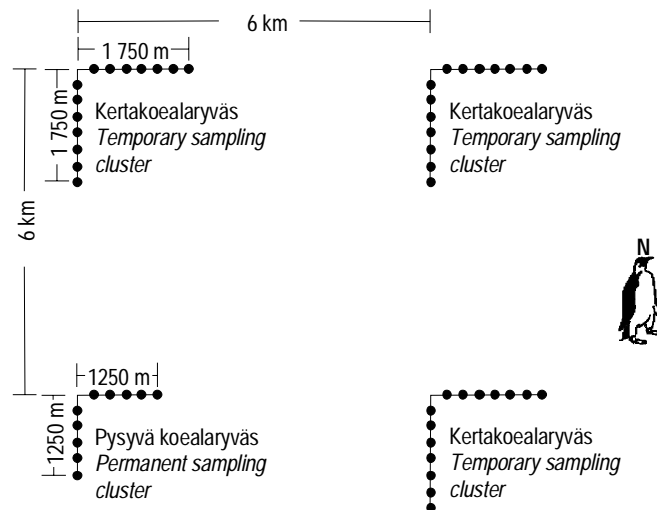 6 km
1 750 m
1 750 m
Kertakoealaryväs
Temporary sampling
cluster
Kertakoealaryväs
Temporary sampling
cluster
6 km
N
1250 m
1250 m
Pysyvä koealaryväs
Permanent sampling
cluster
Kertakoealaryväs
Temporary sampling
cluster